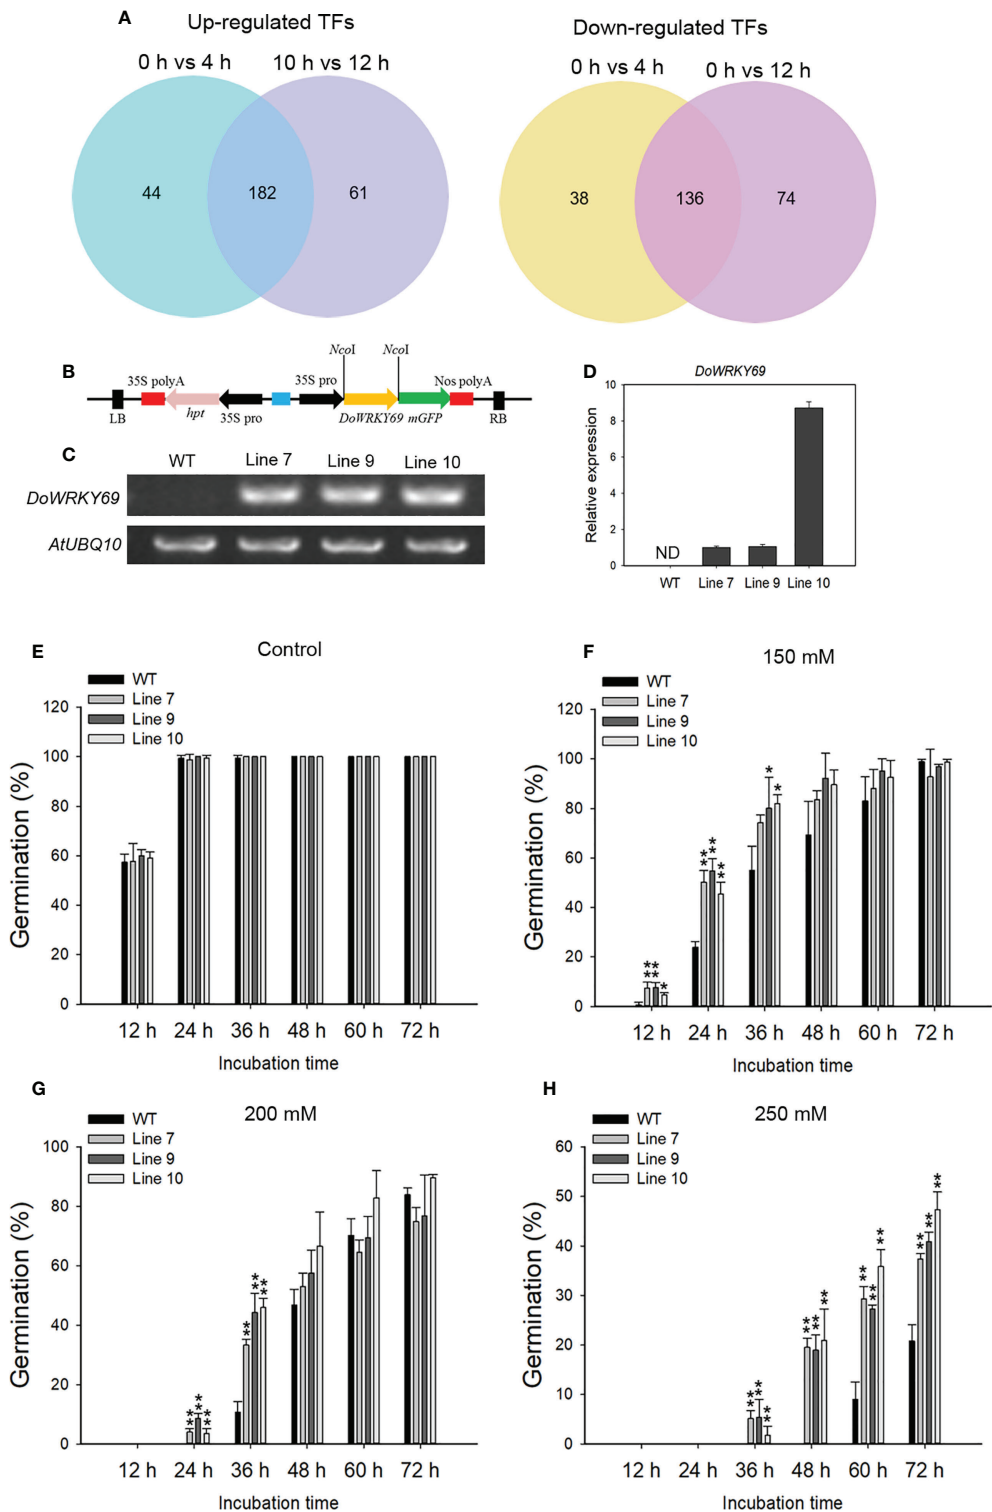 A
Up-regulated TFs
Down-regulated TFs
0 h vs 4 h
10 h vs 12 h
0 h vs 4 h
0 h vs 12 h
44
182
61
38
136
74
B
NcoI
NcoI
35S polyA
35S pro
Nos polyA
LB
hpt
35S pro
DoWRKY69
mGFP
RB
C
WT
Line 7
Line 9
Line 10
DoWRKY69
AtUBQ10
D
DoWRKY69
Relative expression
10
8
6
4
2
0
ND
WT
Line 7
Line 9
Line 10
E
Control
WT
Line 7
Line 9
Line 10
Germination (%)
120
100
80
60
40
20
0
12 h
24 h
36 h
48 h
60 h
72 h
Incubation time
F
150 mM
WT
Line 7
Line 9
Line 10
Germination (%)
120
100
80
60
40
20
0
**
**
*
**
**
**
*
*
12 h
24 h
36 h
48 h
60 h
72 h
Incubation time
G
200 mM
WT
Line 7
Line 9
Line 10
Germination (%)
100
80
60
40
20
0
**
**
**
**
**
**
12 h
24 h
36 h
48 h
60 h
72 h
Incubation time
H
250 mM
WT
Line 7
Line 9
Line 10
Germination (%)
60
50
40
30
20
10
0
**
**
**
**
**
**
**
**
**
**
**
**
12 h
24 h
36 h
48 h
60 h
72 h
Incubation time